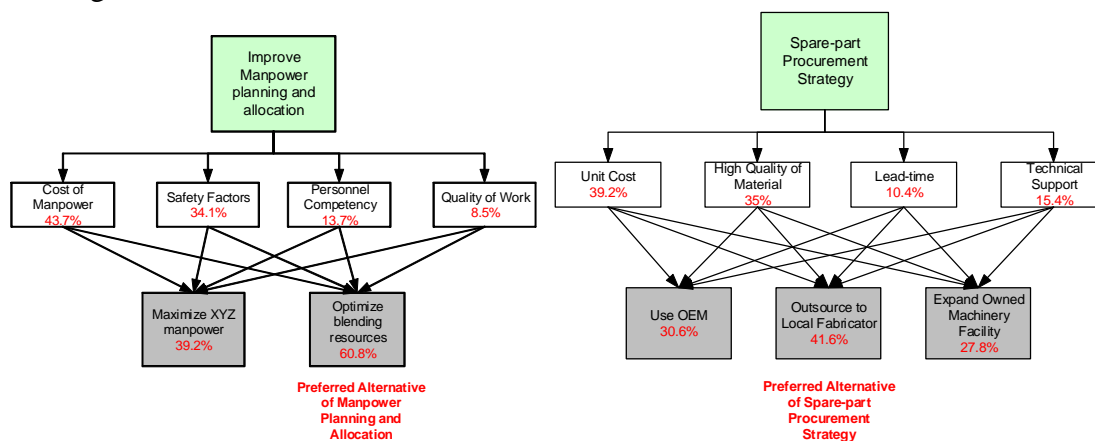 Improve
Manpower
planning and
allocation
Cost of
Manpower
43.7%
Safety Factors
34.1%
Personnel
Competency
13.7%
Quality of Work
8.5%
Maximize XYZ
manpower
39.2%
Optimize
blending
resources
60.8%
Preferred Alternative
of Manpower
Planning and
Allocation
Spare-part
Procurement
Strategy
Unit Cost
39.2%
High Quality of
Material
35%
Lead-time
10.4%
Technical
Support
15.4%
Use OEM
30.6%
Outsource to
Local Fabricator
41.6%
Expand Owned
Machinery
Facility
27.8%
Preferred Alternative
of Spare-part
Procurement
Strategy